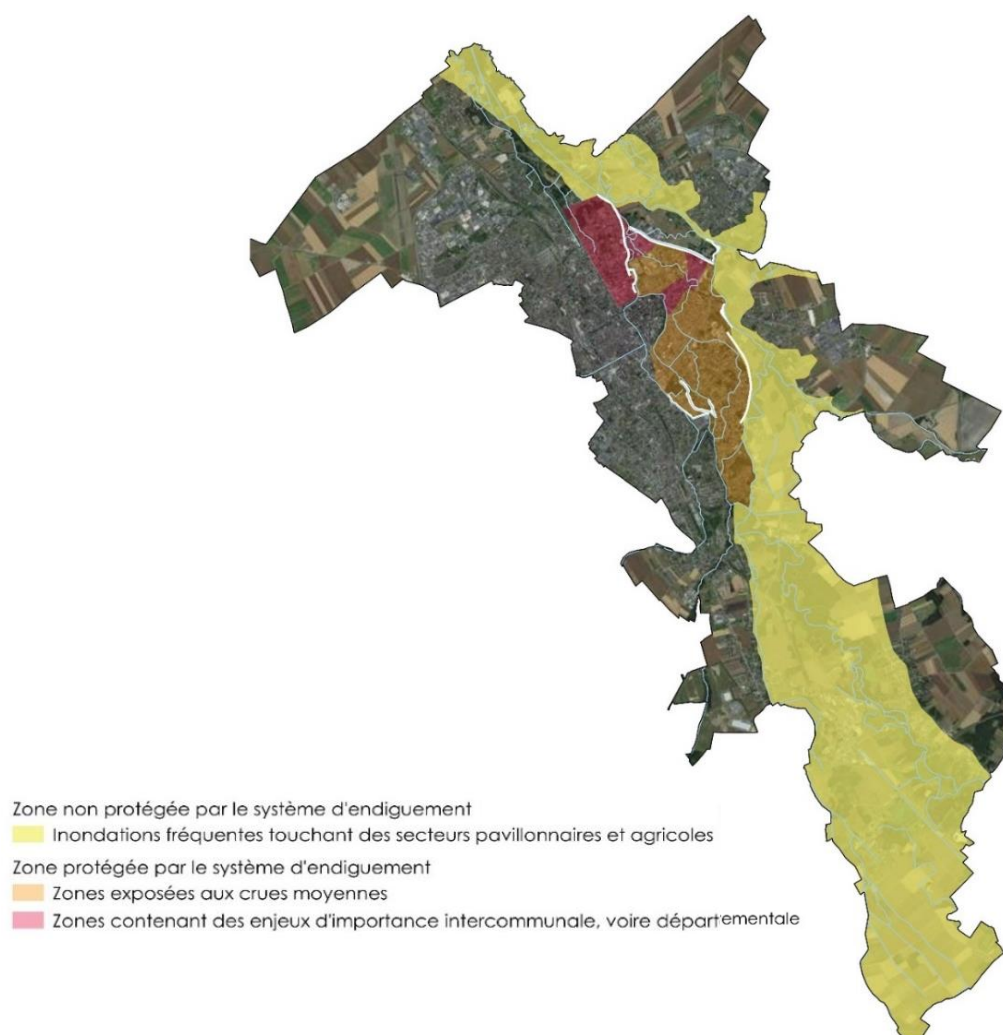 Zone non protégée par le système d'endiguement
Inondations fréquentes touchant des secteurs pavillonnaires et agricoles
Zone protégée par le système d'endiguement
Zones exposées aux crues moyennes
Zones contenant des enjeux d'importance intercommunale, voire départementale